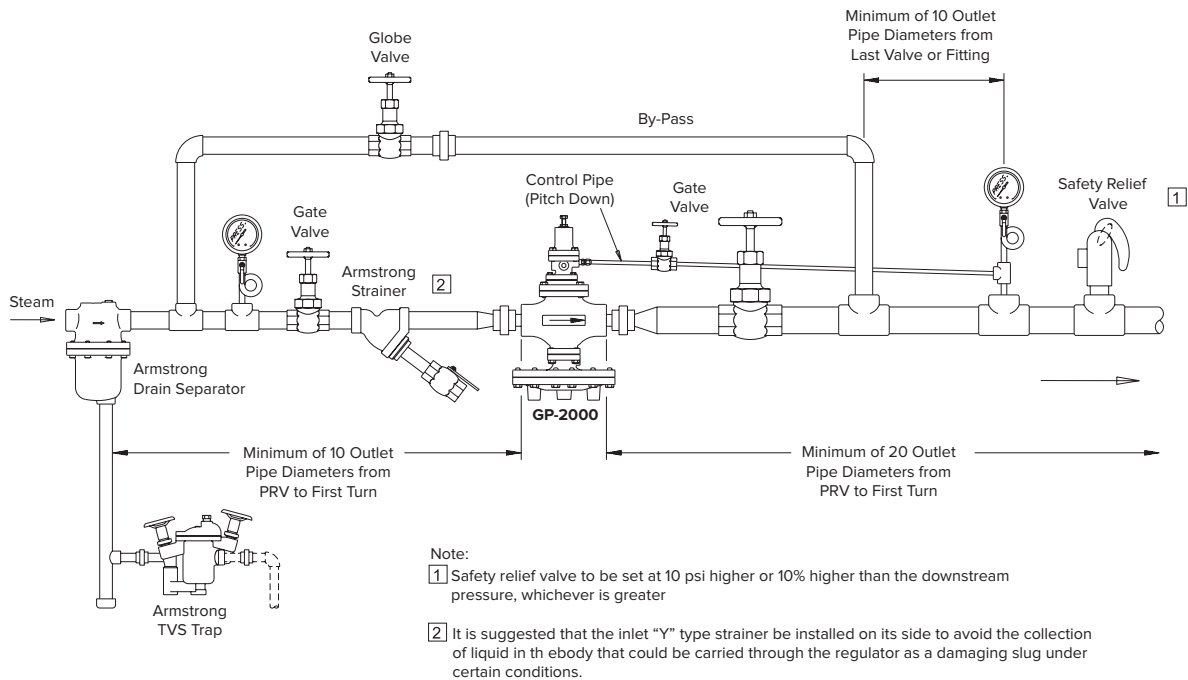 Globe
Valve
Minimum of 10 Outlet
Pipe Diameters from
Last Valve or Fitting
By-Pass
Control Pipe
(Pitch Down)
Gate
Valve
PRESS.
Safety Relief
Valve
1
PRESS.
Gate
Valve
Armstrong
Strainer
2
Steam
Armstrong
Drain Separator
GP-2000
Minimum of 10 Outlet
Pipe Diameters from
PRV to First Turn
Minimum of 20 Outlet
Pipe Diameters from
PRV to First Turn
Armstrong
TVS Trap
Note:
1 Safety relief valve to be set at 10 psi higher or 10% higher than the downstream
pressure, whichever is greater
2 It is suggested that the inlet “Y” type strainer be installed on its side to avoid the collection
of liquid in th ebody that could be carried through the regulator as a damaging slug under
certain conditions.